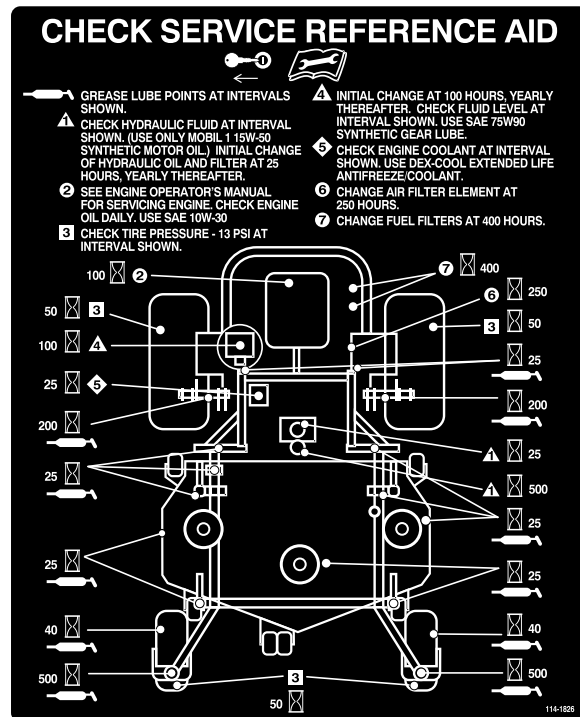 CHECK SERVICE REFERENCE AID
GREASE LUBE POINTS AT INTERVALS
SHOWN.
1 CHECK HYDRAULIC FLUID AT INTERVAL
SHOWN. (USE ONLY MOBIL 1 15W-50
SYNTHETIC MOTOR OIL.) INITIAL CHANGE
OF HYDRAULIC OIL AND FILTER AT 25
HOURS, YEARLY THEREAFTER.
2 SEE ENGINE OPERATOR'S MANUAL
FOR SERVICING ENGINE. CHECK ENGINE
OIL DAILY. USE SAE 10W-30
3 CHECK TIRE PRESSURE - 13 PSI AT
INTERVAL SHOWN.
4 INITIAL CHANGE AT 100 HOURS, YEARLY
THEREAFTER. CHECK FLUID LEVEL AT
INTERVAL SHOWN. USE SAE 75W90
SYNTHETIC GEAR LUBE.
5 CHECK ENGINE COOLANT AT INTERVAL
SHOWN. USE DEX-COOL EXTENDED LIFE
ANTIFREEZE/COOLANT.
6 CHANGE AIR FILTER ELEMENT AT
250 HOURS.
7 CHANGE FUEL FILTERS AT 400 HOURS.
100 2
7 400
6 250
50 3
3 50
100 4
25
25 5
200
200
1 25
25
1 500
25
25
25
40
40
500
500
3
50
114-1826